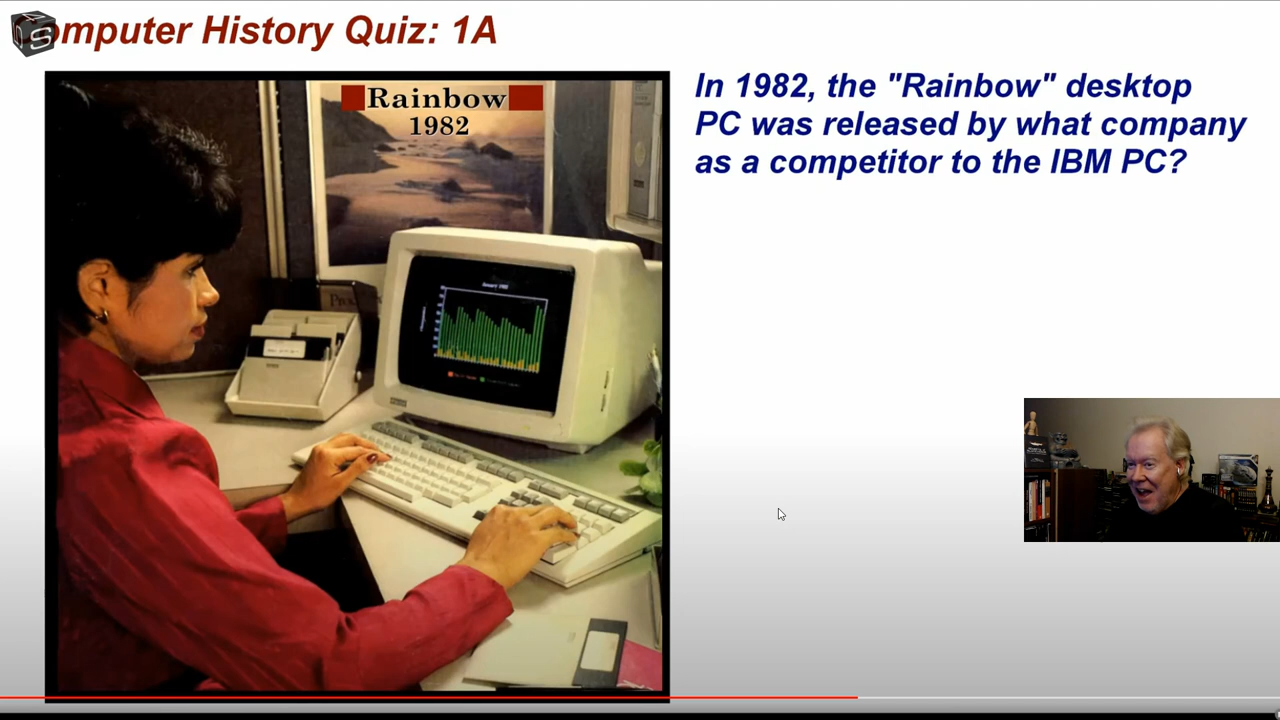 Computer History Quiz: 1A
In 1982, the "Rainbow" desktop
PC was released by what company
as a competitor to the IBM PC?
Rainbow
1982